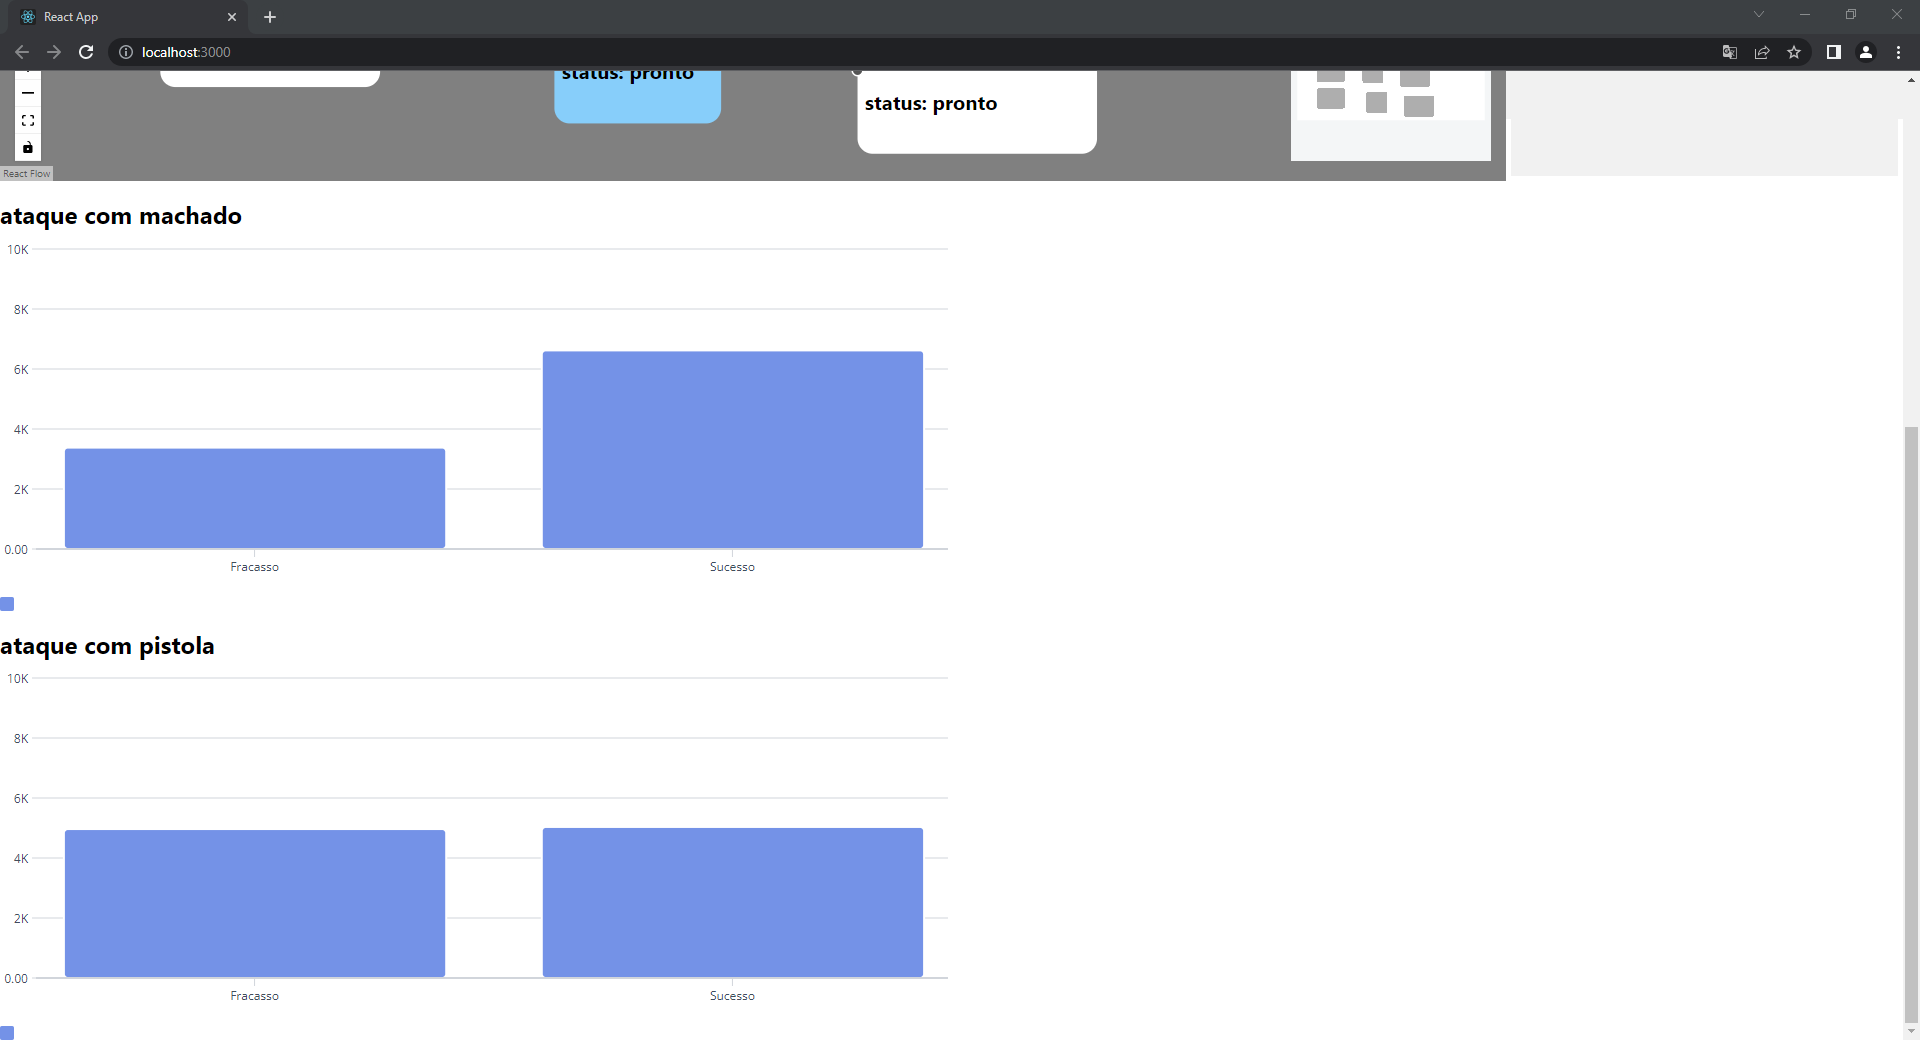 React App
localhost:3000
status: pronto
status: pronto
React Flow
ataque com machado
10K
8K
6K
4K
2K
0.00
Fracasso
Sucesso
ataque com pistola
10K
8K
6K
4K
2K
0.00
Fracasso
Sucesso